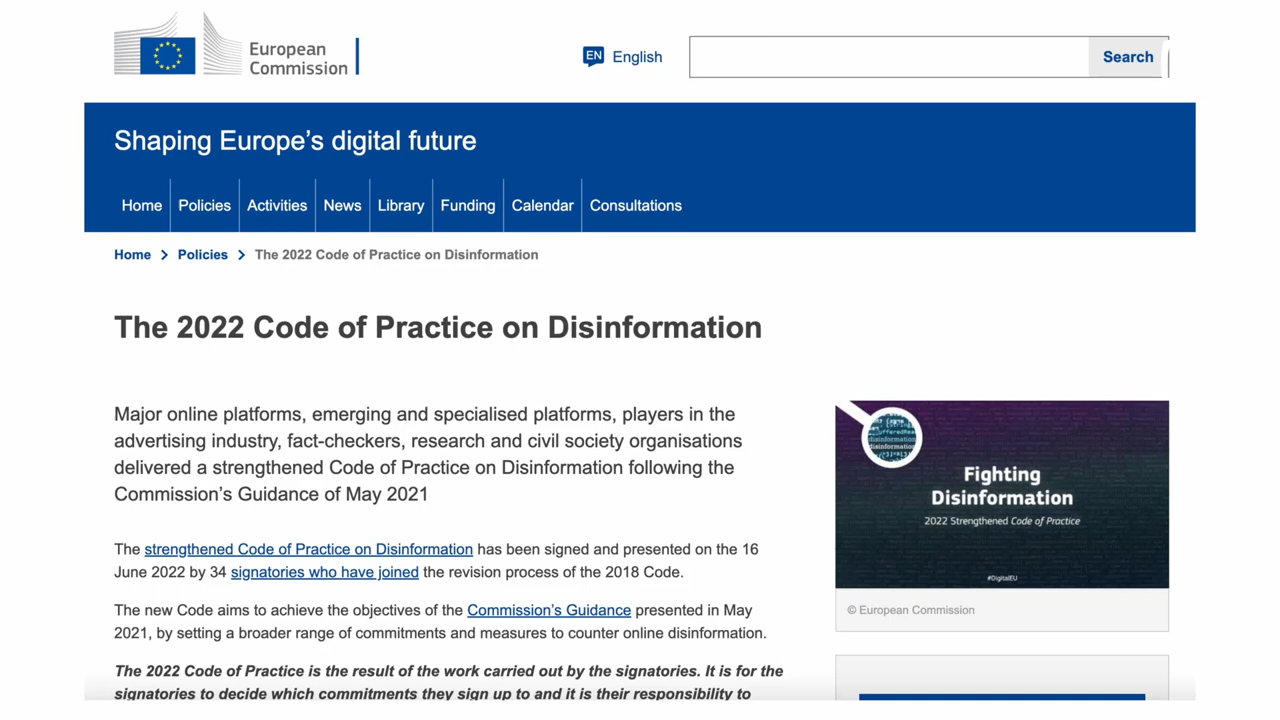 European
Commission
EN English
Search
Shaping Europe’s digital future
Home Policies Activities News Library Funding Calendar Consultations
Home > Policies > The 2022 Code of Practice on Disinformation
The 2022 Code of Practice on Disinformation
Major online platforms, emerging and specialised platforms, players in the
advertising industry, fact-checkers, research and civil society organisations
delivered a strengthened Code of Practice on Disinformation following the
Commission’s Guidance of May 2021
The strengthened Code of Practice on Disinformation has been signed and presented on the 16
June 2022 by 34 signatories who have joined the revision process of the 2018 Code.
The new Code aims to achieve the objectives of the Commission’s Guidance presented in May
2021, by setting a broader range of commitments and measures to counter online disinformation.
The 2022 Code of Practice is the result of the work carried out by the signatories. It is for the
signatories to decide which commitments they sign up to and it is their responsibility to
disinformation
disinformation
Fighting
Disinformation
2022 Strengthened Code of Practice
#DigitalEU
© European Commission